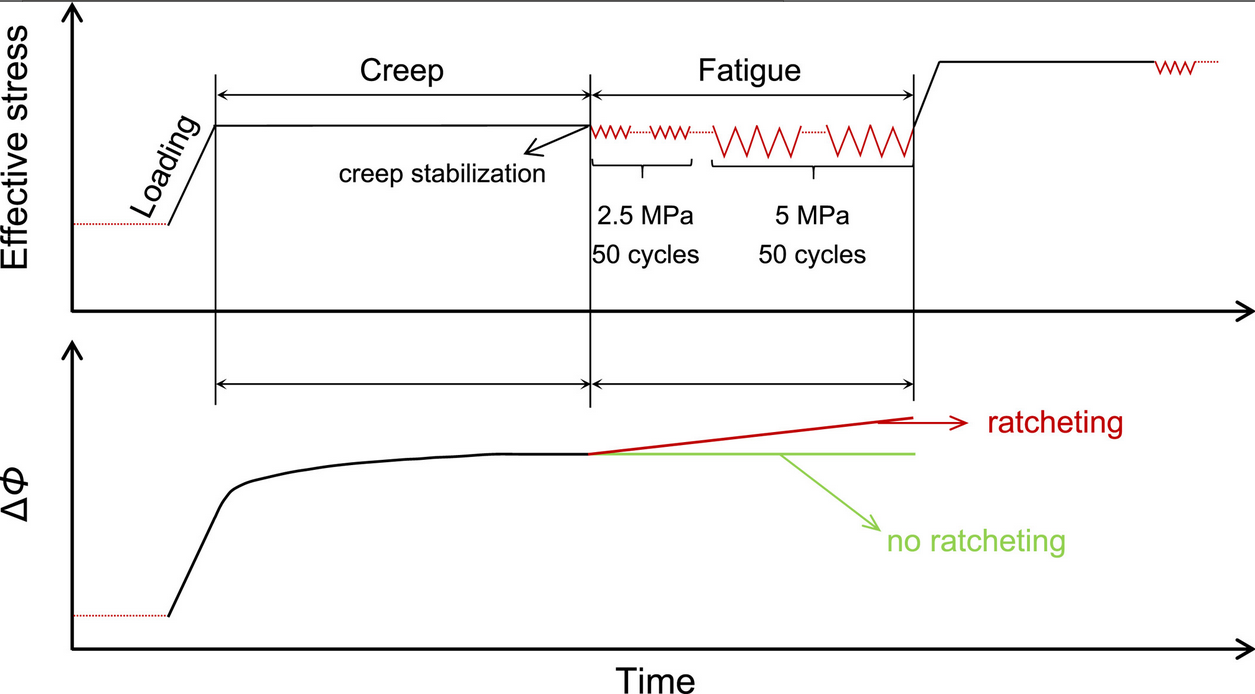 Effective stress
Loading
Creep
Fatigue
creep stabilization
2.5 MPa
50 cycles
5 MPa
50 cycles
ΔΦ
ratcheting
no ratcheting
Time